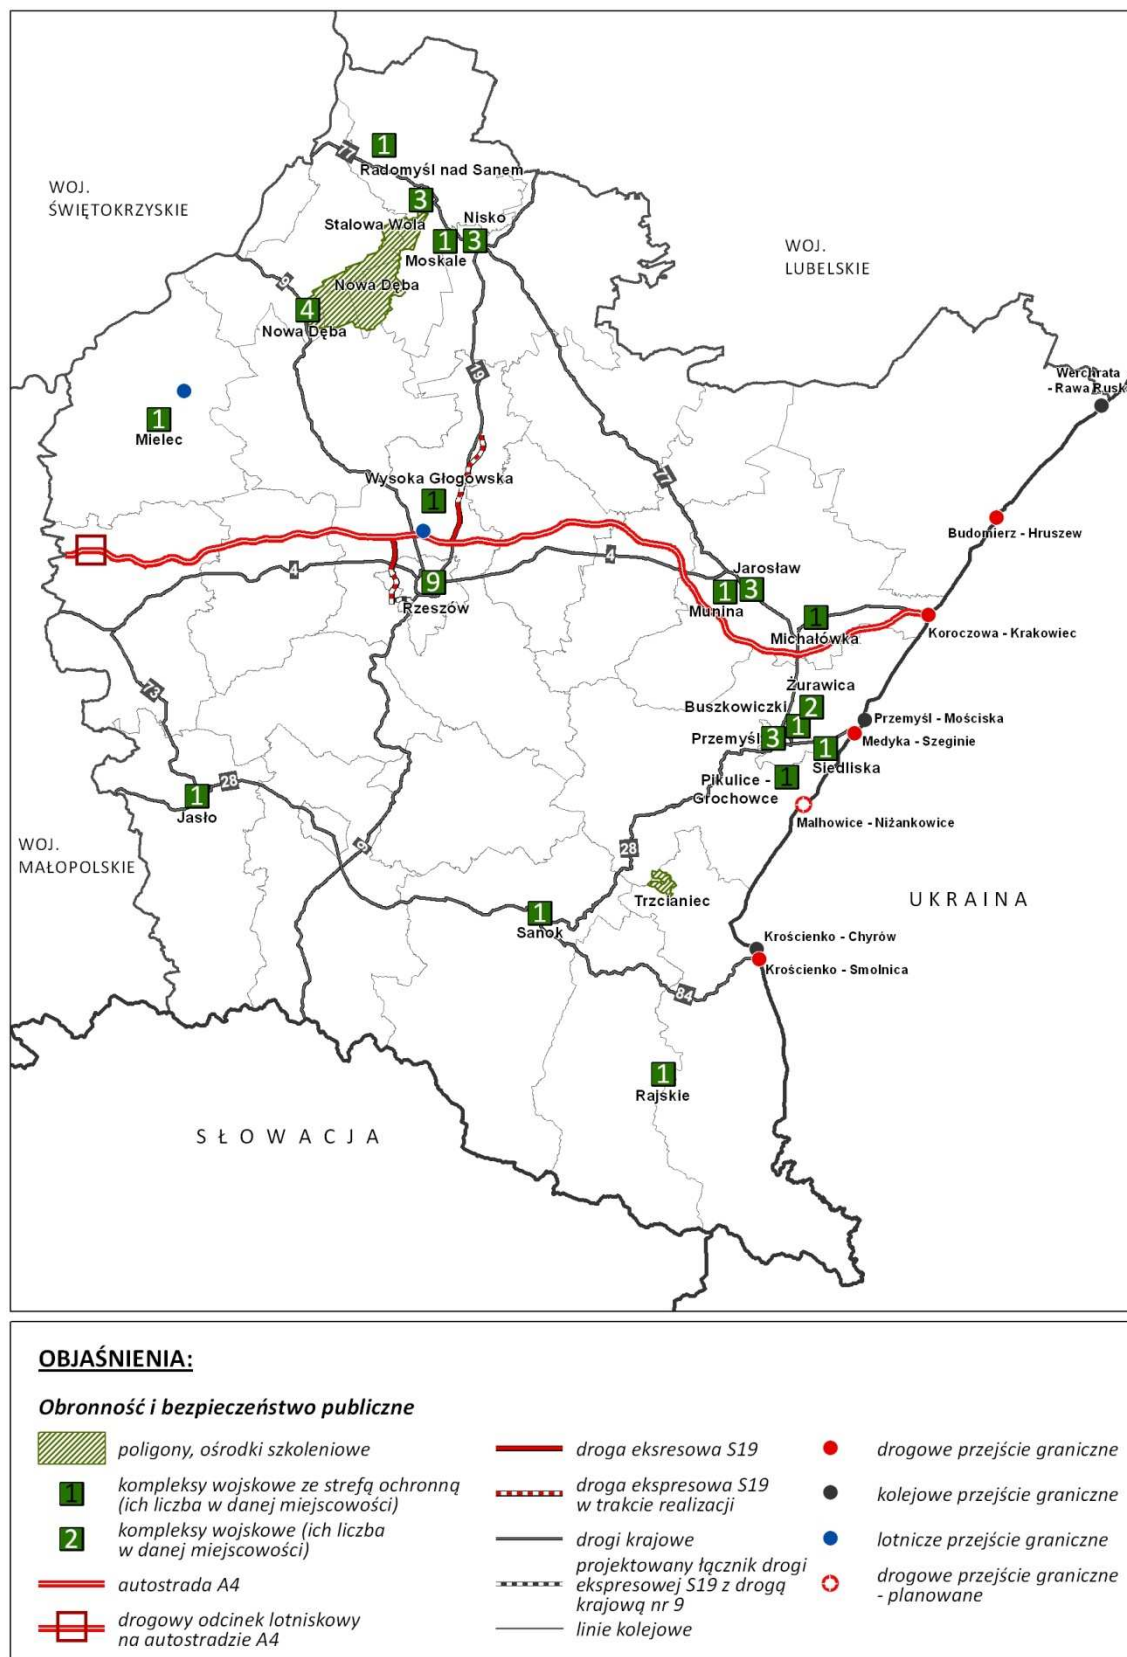 77
1
Radomyśl nad Sanem
WOJ.
ŚWIĘTOKRZYSKIE
3
Nisko
Stalowa Wola
1
3
Moskale
WOJ.
LUBELSKIE
9
Nowa Dęba
4
Nowa Dęba
19
Werchrata
- Rawa Rusk
1
Mielec
Wysoka Głogowska
1
77
Budomierz - Hruszew
4
4
Jarosław
9
1
3
Rzeszów
Munina
1
Michałówka
Koroczowa - Krakowiec
73
Żurawica
2
Buszkowiczki
1
Przemyśl - Mościska
Przemyśl
3
Medyka - Szeginie
1
Siedliska
28
1
Pikulice -
Grochowce
1
Jasło
Malhowice - Niżankowice
WOJ.
MAŁOPOLSKIE
9
28
Trzcianiec
UKRAINA
1
Sanok
Krościenko - Chyrów
Krościenko - Smolnica
84
1
Rajskie
SŁOWACJA
OBJAŚNIENIA:
Obronność i bezpieczeństwo publiczne
poligony, ośrodki szkoleniowe
1
kompleksy wojskowe ze strefą ochronną
(ich liczba w danej miejscowości)
2
kompleksy wojskowe (ich liczba
w danej miejscowości)
autostrada A4
drogowy odcinek lotniskowy
na autostradzie A4
droga eksresowa S19
droga ekspresowa S19
w trakcie realizacji
drogi krajowe
projektowany łącznik drogi
ekspresowej S19 z drogą
krajową nr 9
linie kolejowe
drogowe przejście graniczne
kolejowe przejście graniczne
lotnicze przejście graniczne
drogowe przejście graniczne
- planowane